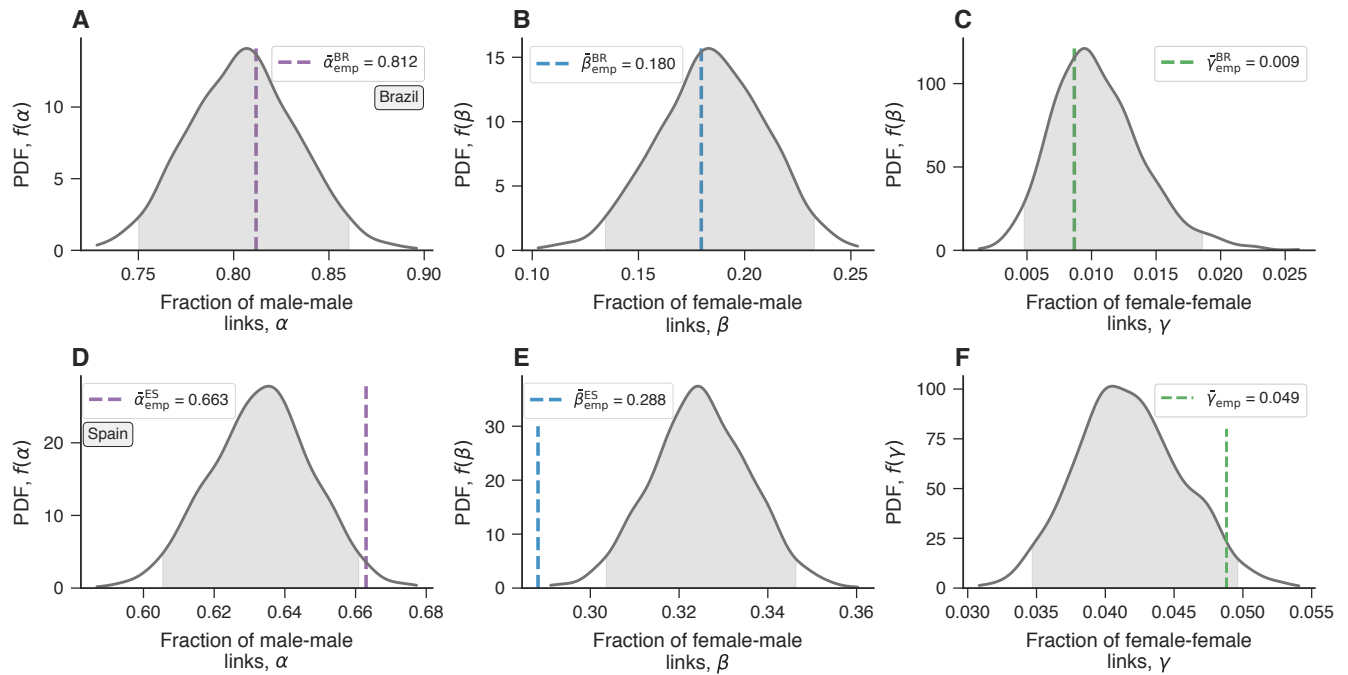 A
B
C
ᾱ^BR_emp = 0.812
Brazil
β̄^BR_emp = 0.180
γ̄^BR_emp = 0.009
PDF, f(α)
10
5
0
0.75 0.80 0.85 0.90
Fraction of male-male
links, α
PDF, f(β)
15
10
5
0
0.10 0.15 0.20 0.25
Fraction of female-male
links, β
PDF, f(β)
100
50
0
0.005 0.010 0.015 0.020 0.025
Fraction of female-female
links, γ
D
E
F
ᾱ^ES_emp = 0.663
Spain
β̄^ES_emp = 0.288
γ̄_emp = 0.049
PDF, f(α)
20
10
0
0.60 0.62 0.64 0.66 0.68
Fraction of male-male
links, α
PDF, f(β)
30
20
10
0
0.30 0.32 0.34 0.36
Fraction of female-male
links, β
PDF, f(γ)
100
75
50
25
0
0.030 0.035 0.040 0.045 0.050 0.055
Fraction of female-female
links, γ